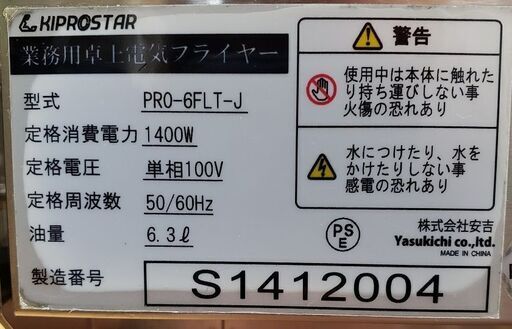 KIPROSTAR
業務用卓上電気フライヤー
型式 PRO-6FLT-J
定格消費電力 1400W
定格電圧 単相100V
定格周波数 50/60Hz
油量 6.3ℓ
警告
使用中は本体に触れた
り持ち運びしない事
火傷の恐れあり
水につけたり、水を
かけたりしない事
感電の恐れあり
PS
E
株式会社安吉
Yasukichi co.,ltd.
MADE IN CHINA
製造番号 S1412004